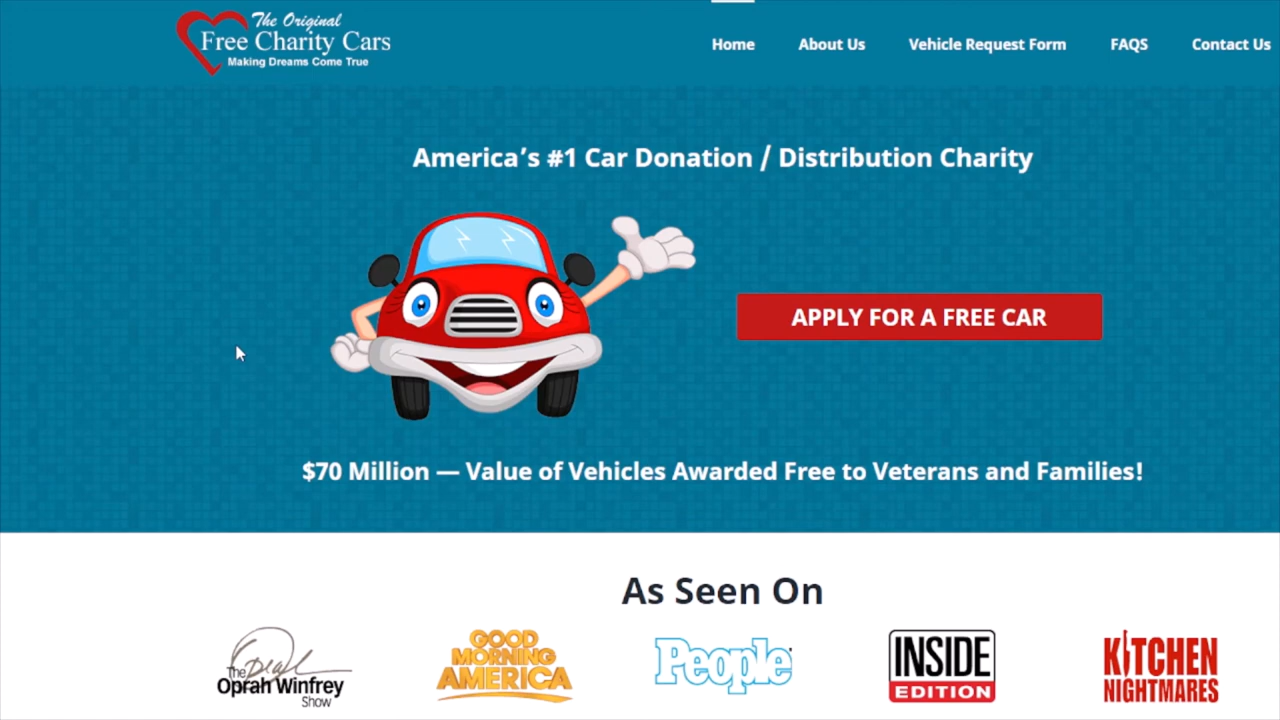 The Original
Free Charity Cars
Making Dreams Come True
Home About Us Vehicle Request Form FAQS Contact Us
America's #1 Car Donation / Distribution Charity
APPLY FOR A FREE CAR
$70 Million — Value of Vehicles Awarded Free to Veterans and Families!
As Seen On
The Oprah Winfrey Show
GOOD MORNING AMERICA
People
INSIDE EDITION
KITCHEN NIGHTMARES